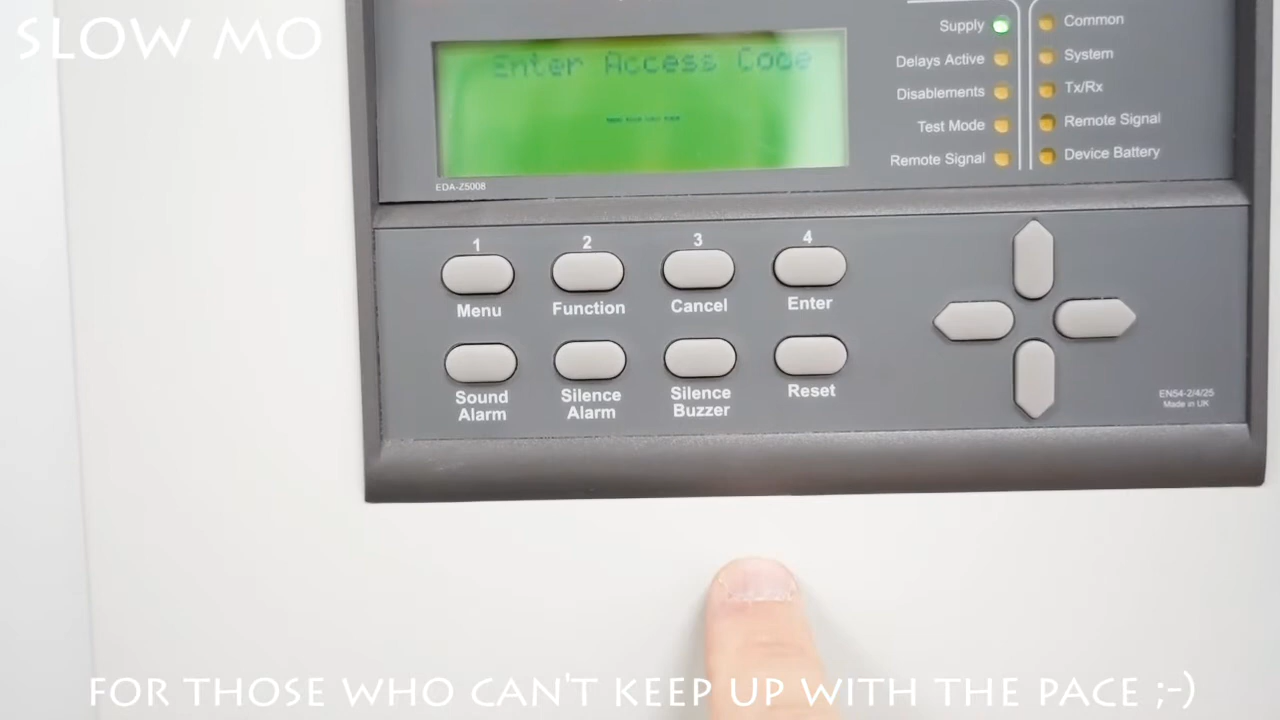 SLOW MO
Enter Access Code
EDA-Z5008
Supply
Delays Active
Disablements
Test Mode
Remote Signal
Common
System
Tx/Rx
Remote Signal
Device Battery
1 2 3 4
Menu Function Cancel Enter
Sound Alarm
Silence Alarm
Silence Buzzer
Reset
EN54-2/4/25
Made in UK
FOR THOSE WHO CAN'T KEEP UP WITH THE PACE ;-)